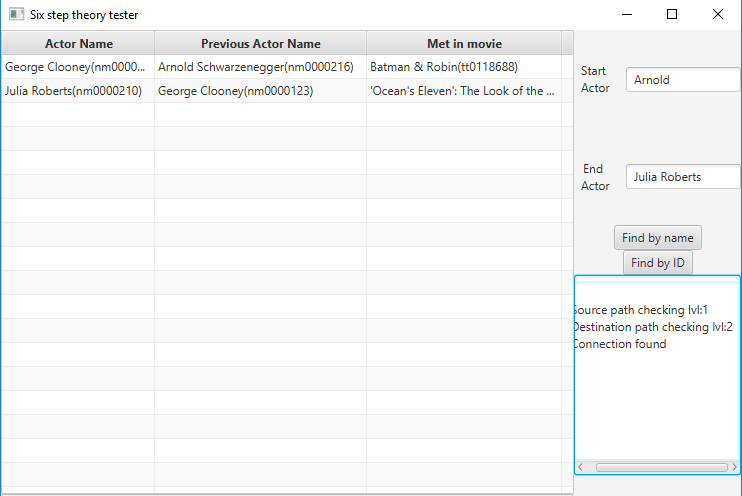 Six step theory tester
Actor Name Previous Actor Name Met in movie
George Clooney(nm0000... Arnold Schwarzenegger(nm0000216) Batman & Robin(tt0118688)
Julia Roberts(nm0000210) George Clooney(nm0000123) 'Ocean's Eleven': The Look of the ...
Start
Actor
Arnold
End
Actor
Julia Roberts
Find by name
Find by ID
Source path checking lvl:1
Destination path checking lvl:2
Connection found